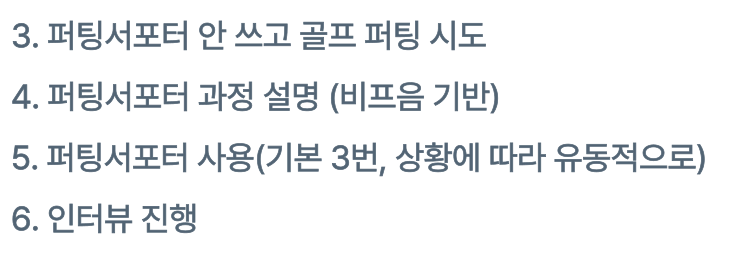 3. 퍼팅서포터 안 쓰고 골프 퍼팅 시도
4. 퍼팅서포터 과정 설명 (비프음 기반)
5. 퍼팅서포터 사용(기본 3번, 상황에 따라 유동적으로)
6. 인터뷰 진행